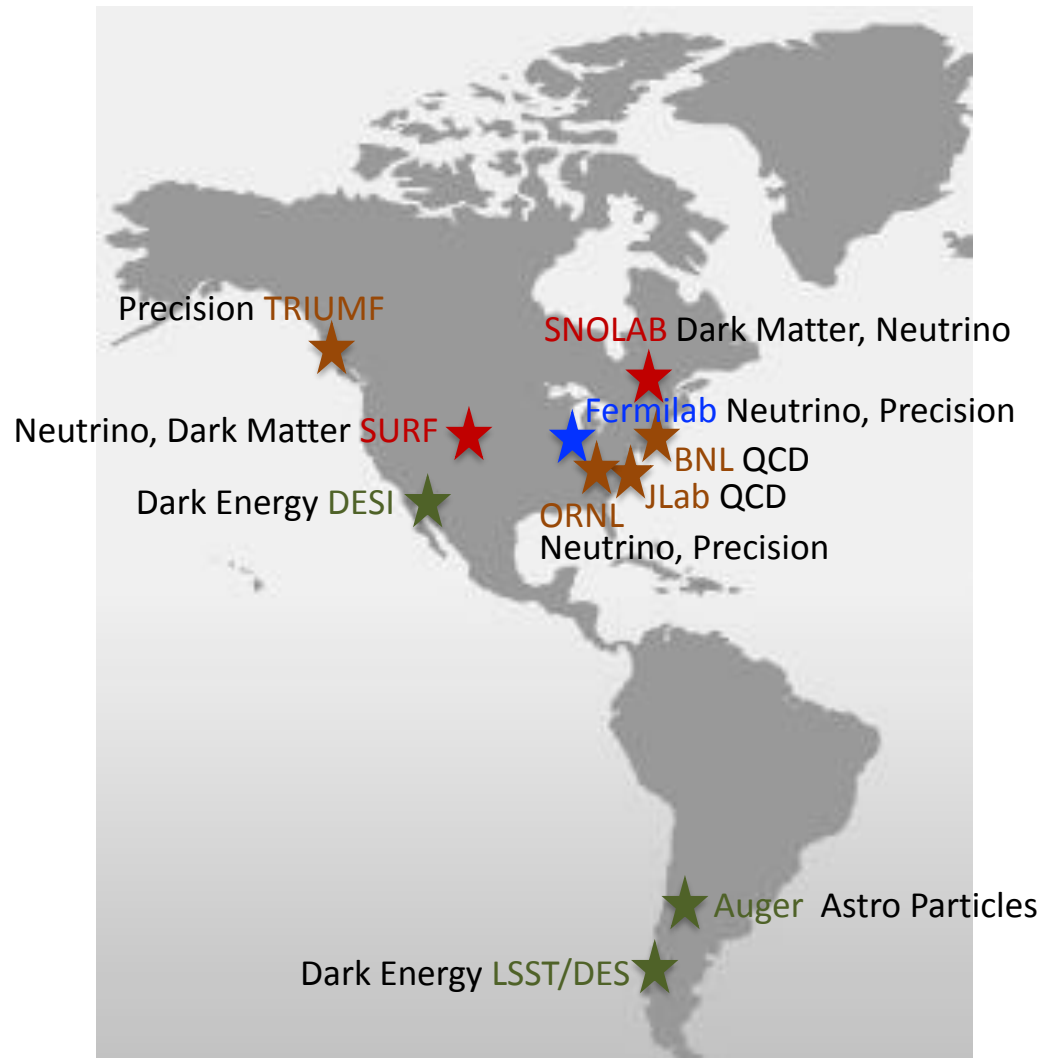 Precision TRIUMF
SNOLAB Dark Matter, Neutrino
Fermilab Neutrino, Precision
Neutrino, Dark Matter SURF
BNL QCD
JLab QCD
Dark Energy DESI
ORNL
Neutrino, Precision
Auger Astro Particles
Dark Energy LSST/DES